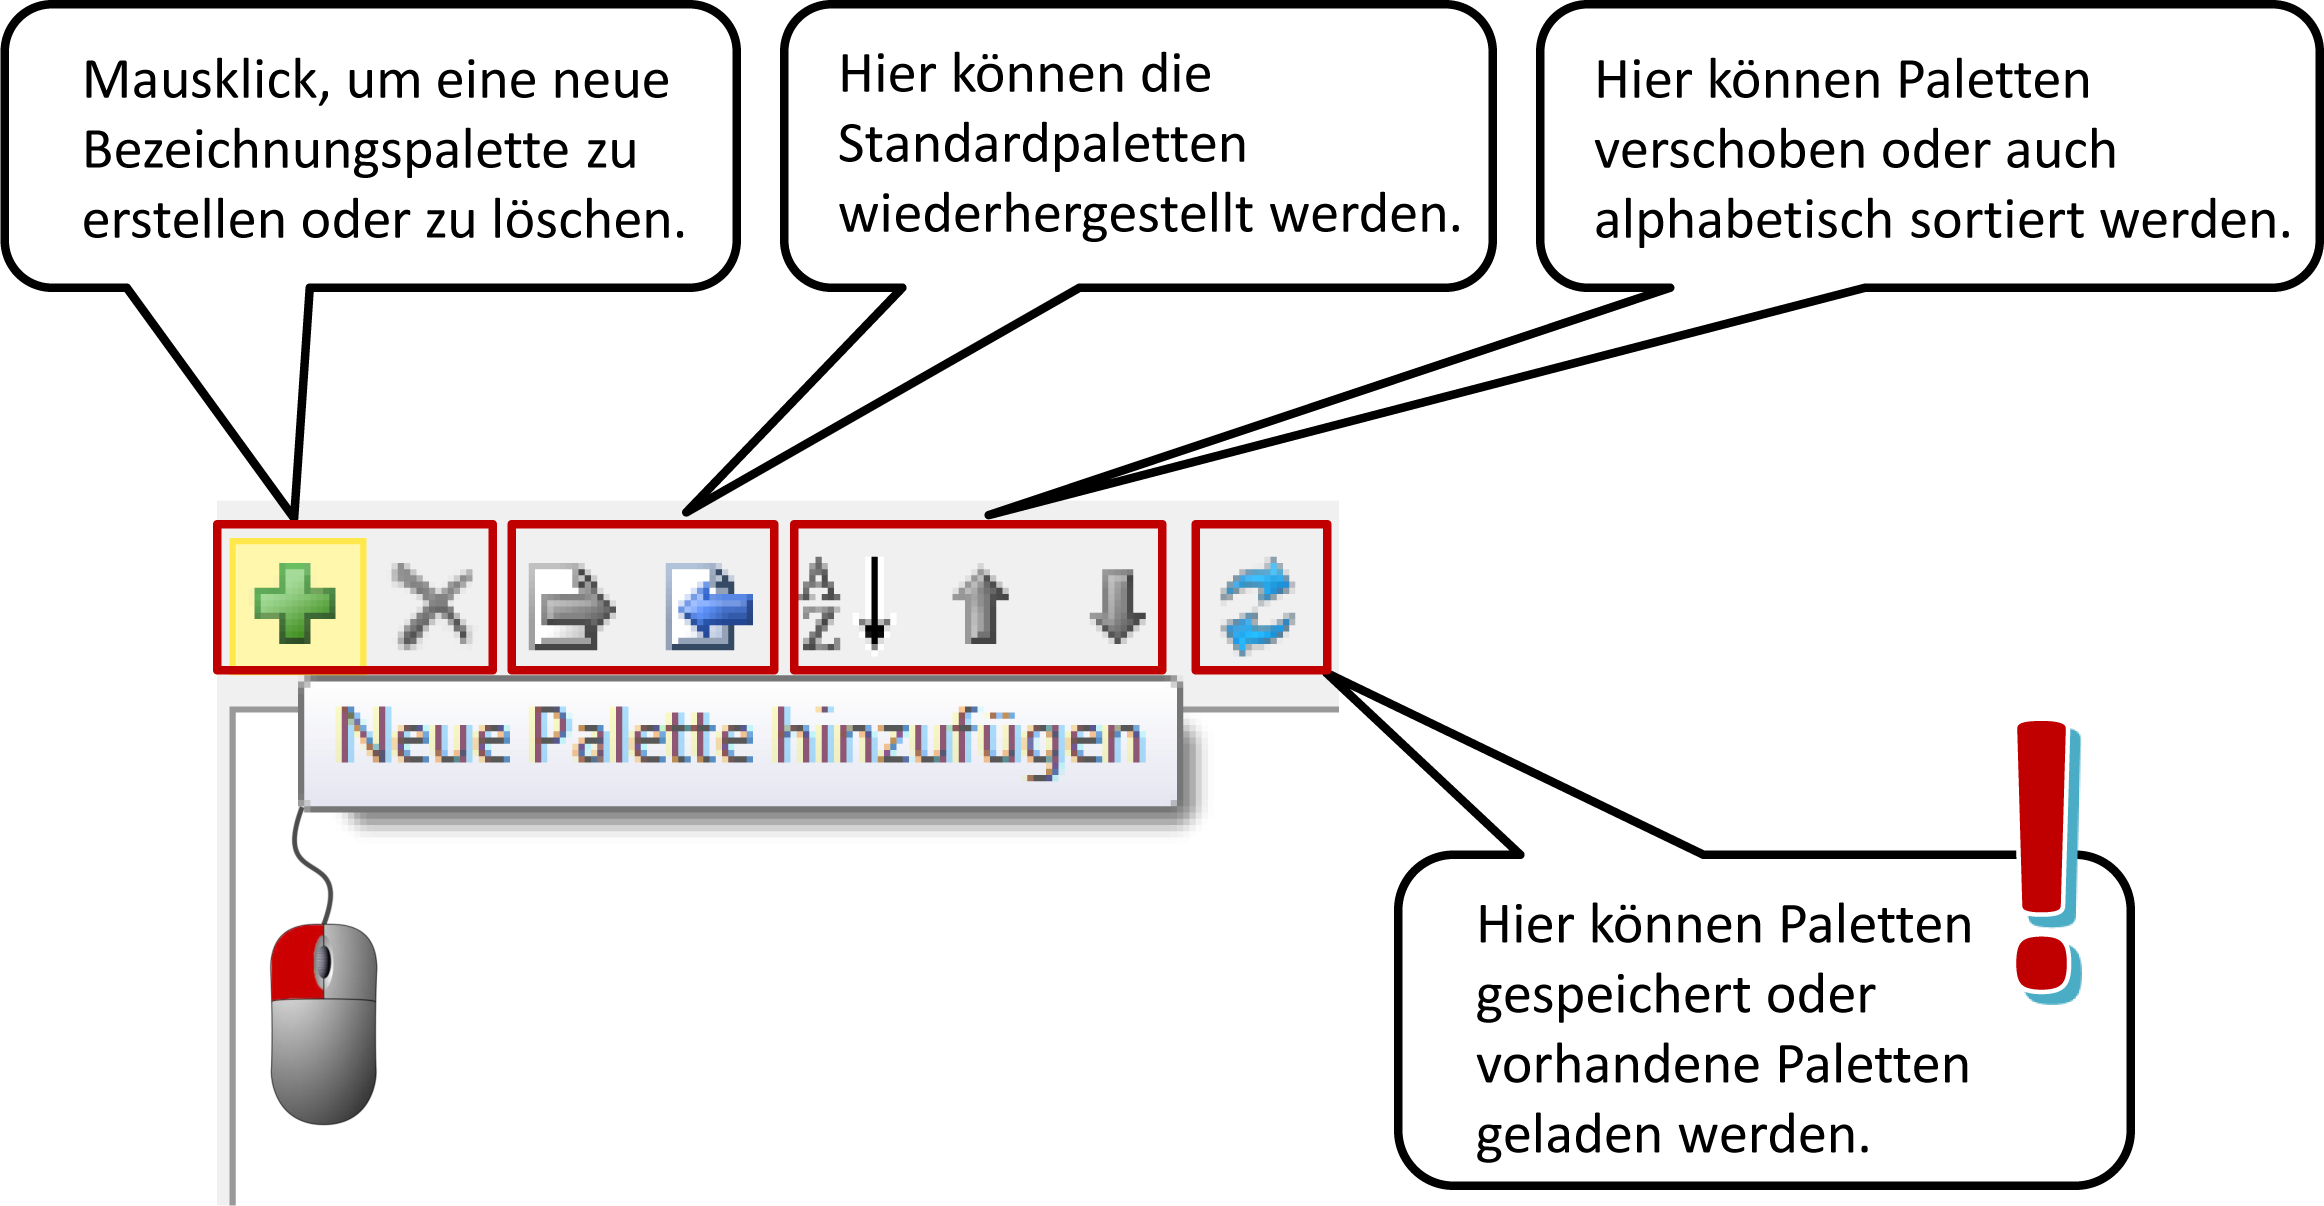 Mausklick, um eine neue
Bezeichnungspalette zu
erstellen oder zu löschen.
Hier können die
Standardpaletten
wiederhergestellt werden.
Hier können Paletten
verschoben oder auch
alphabetisch sortiert werden.
A
Z
Neue Palette hinzufügen
!
Hier können Paletten
gespeichert oder
vorhandene Paletten
geladen werden.